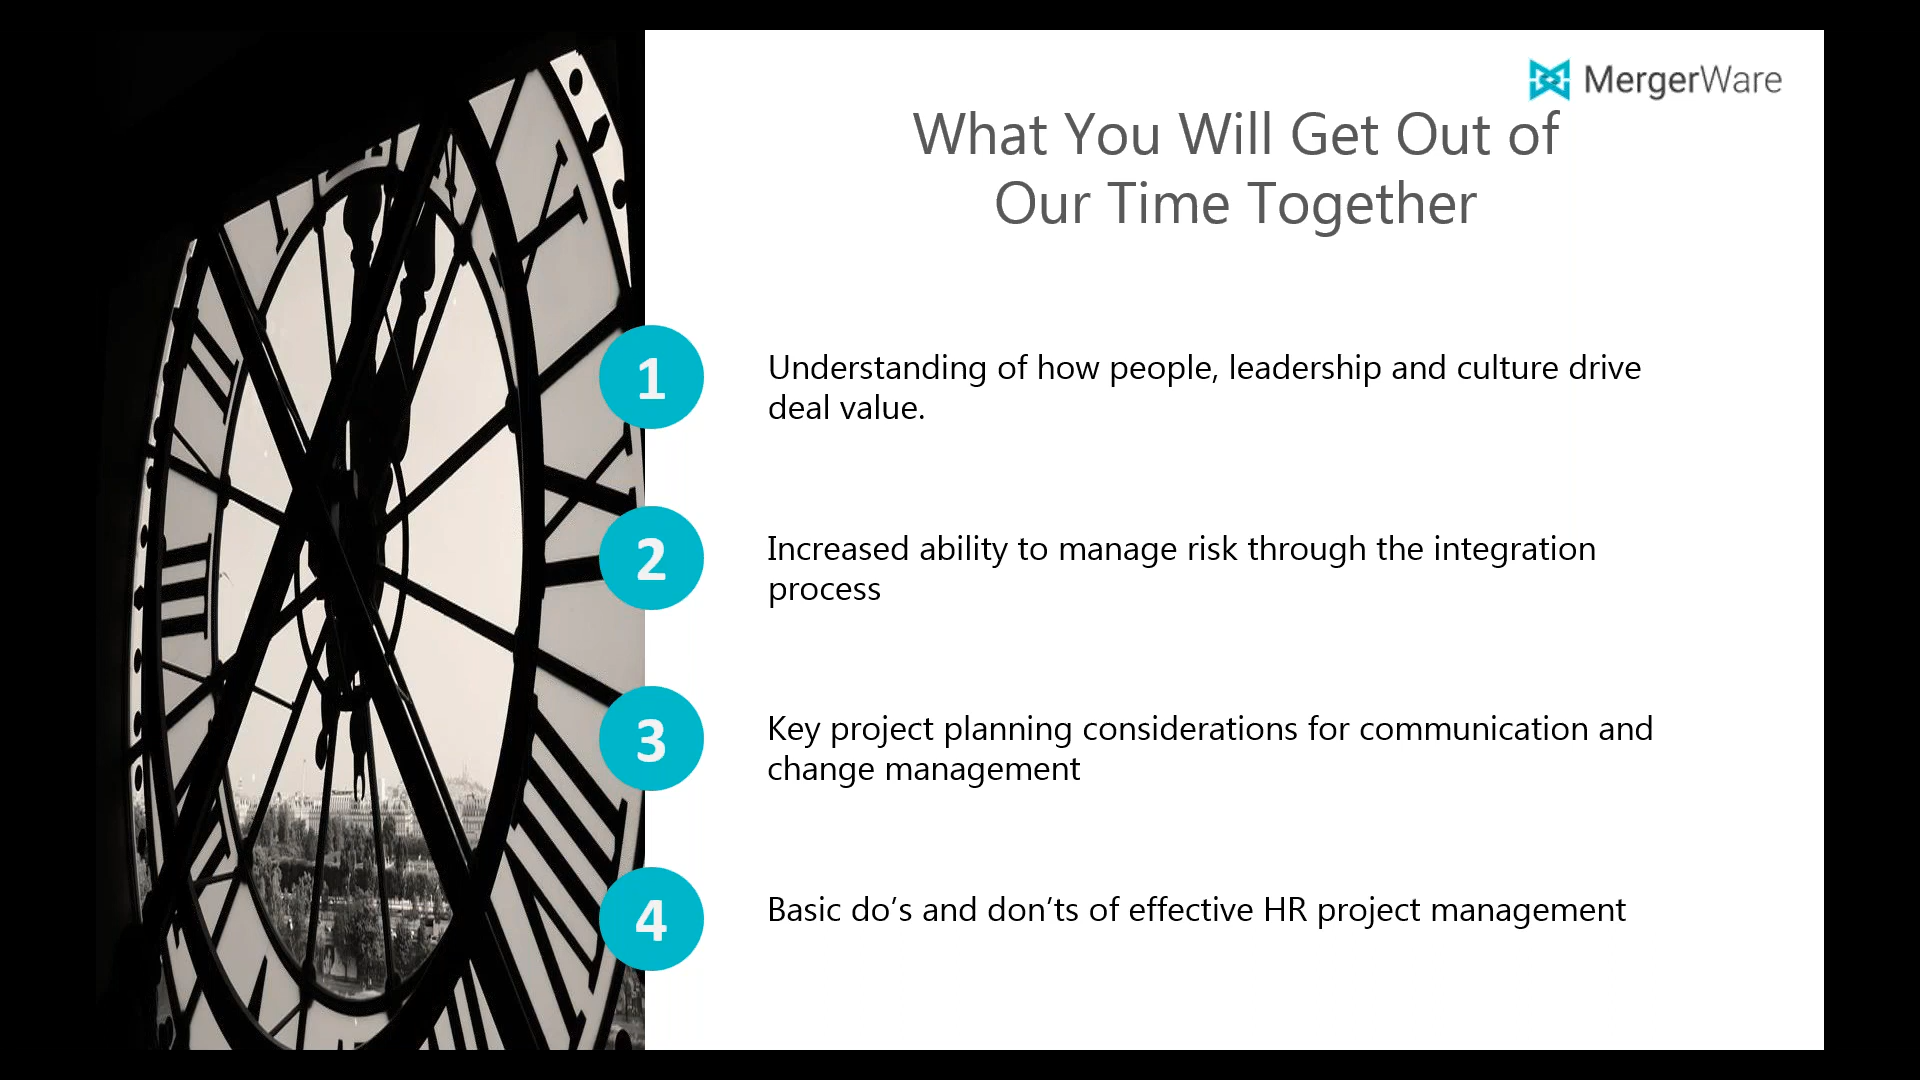 MergerWare
What You Will Get Out of
Our Time Together
1
Understanding of how people, leadership and culture drive
deal value.
2
Increased ability to manage risk through the integration
process
3
Key project planning considerations for communication and
change management
4
Basic do’s and don’ts of effective HR project management